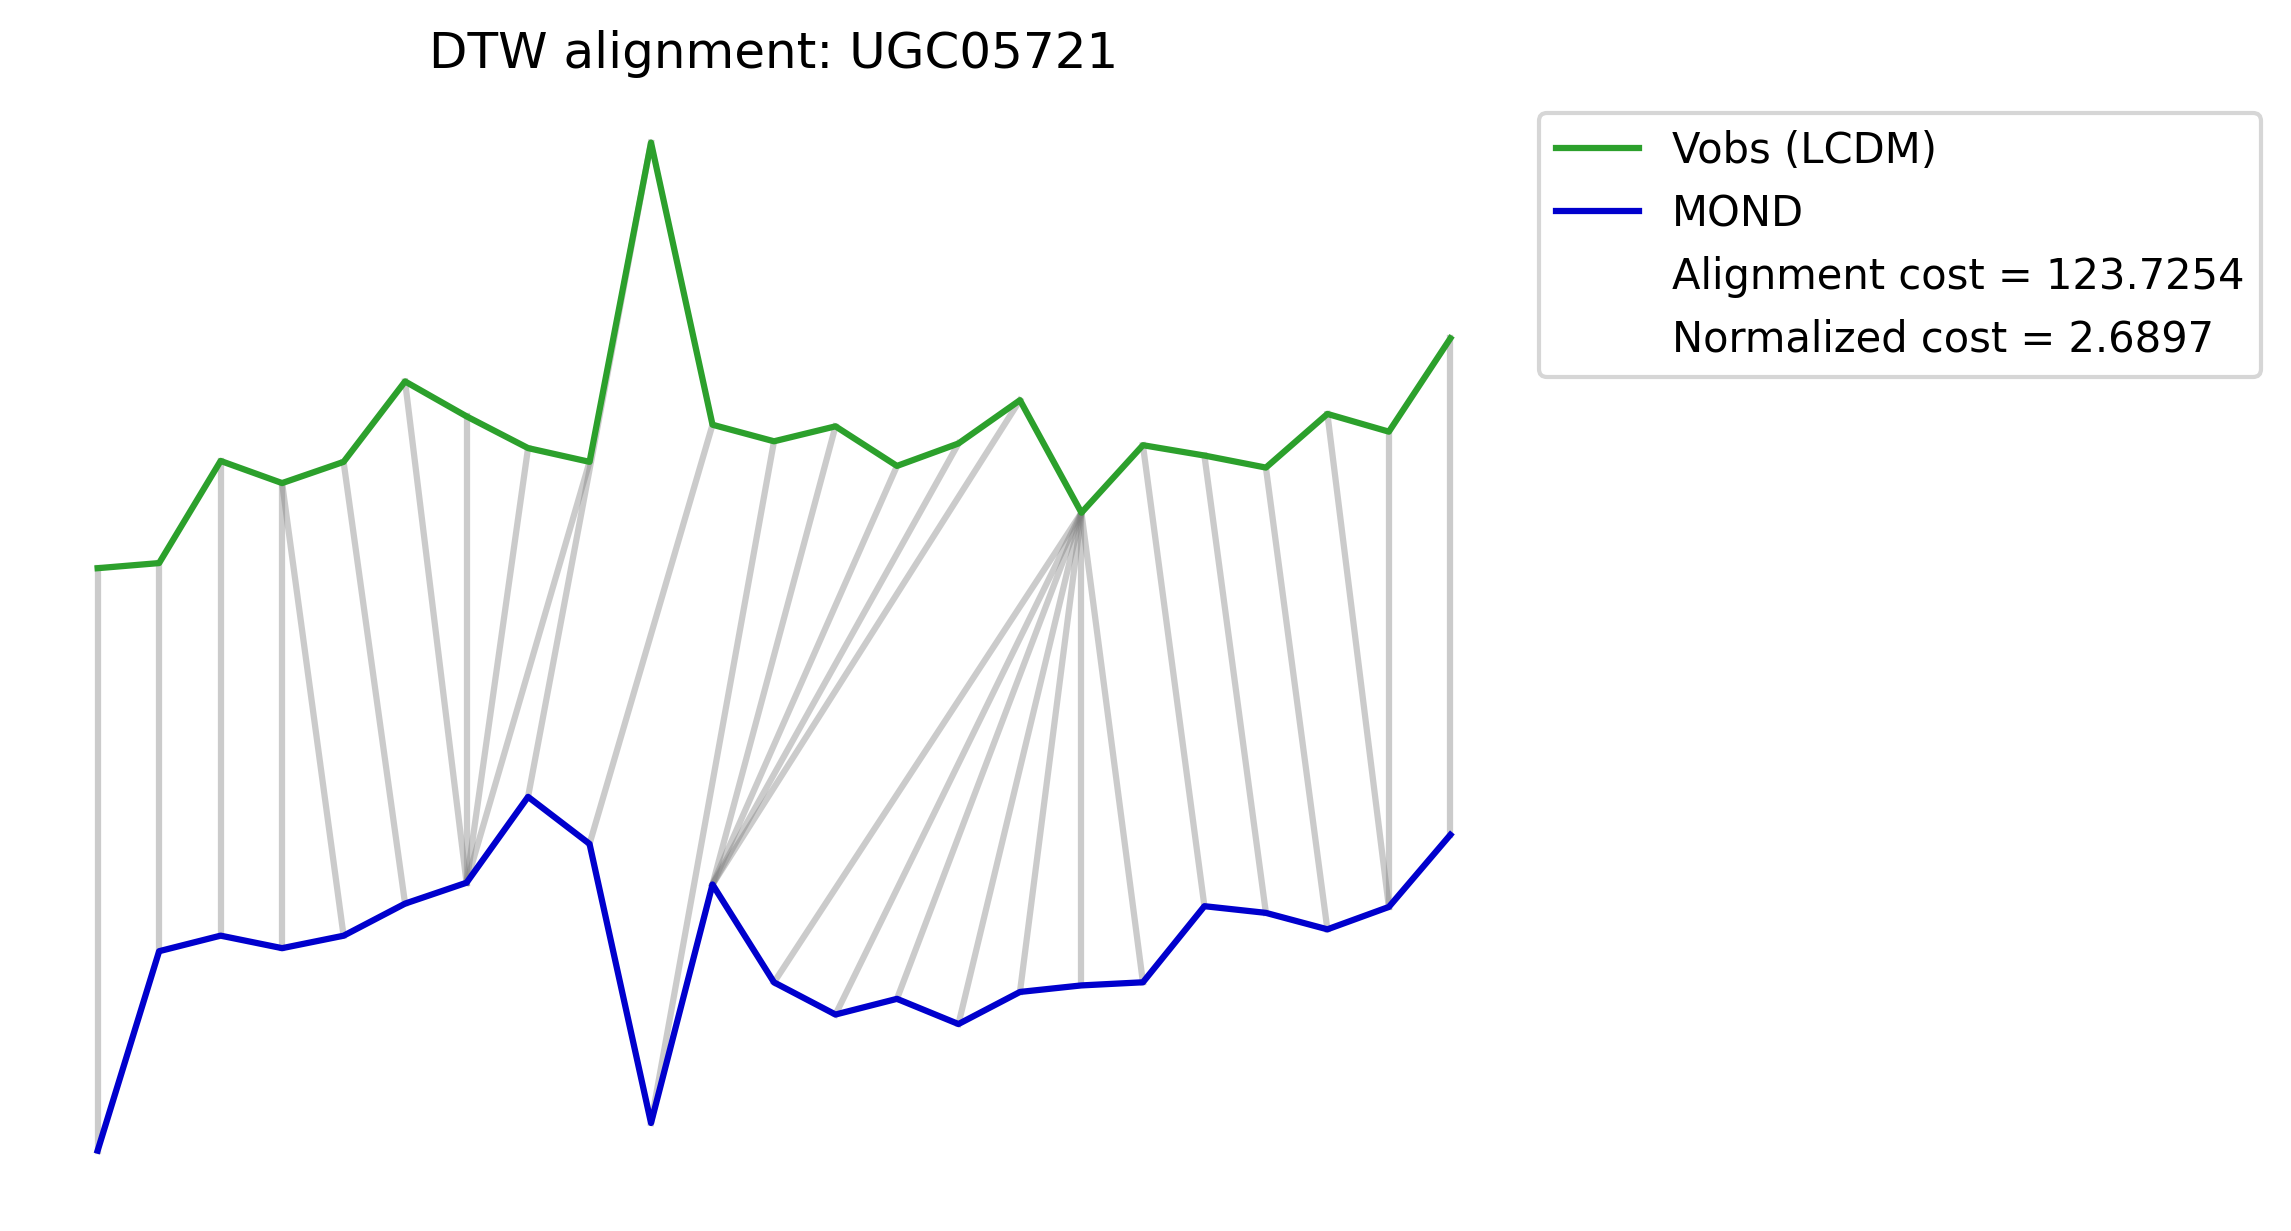 DTW alignment: UGC05721
Vobs (LCDM)
MOND
Alignment cost = 123.7254
Normalized cost = 2.6897